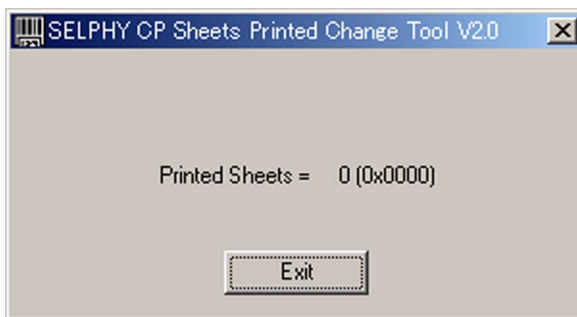 SELPHY CP Sheets Printed Change Tool V2.0
Printed Sheets = 0 (0x0000)
Exit